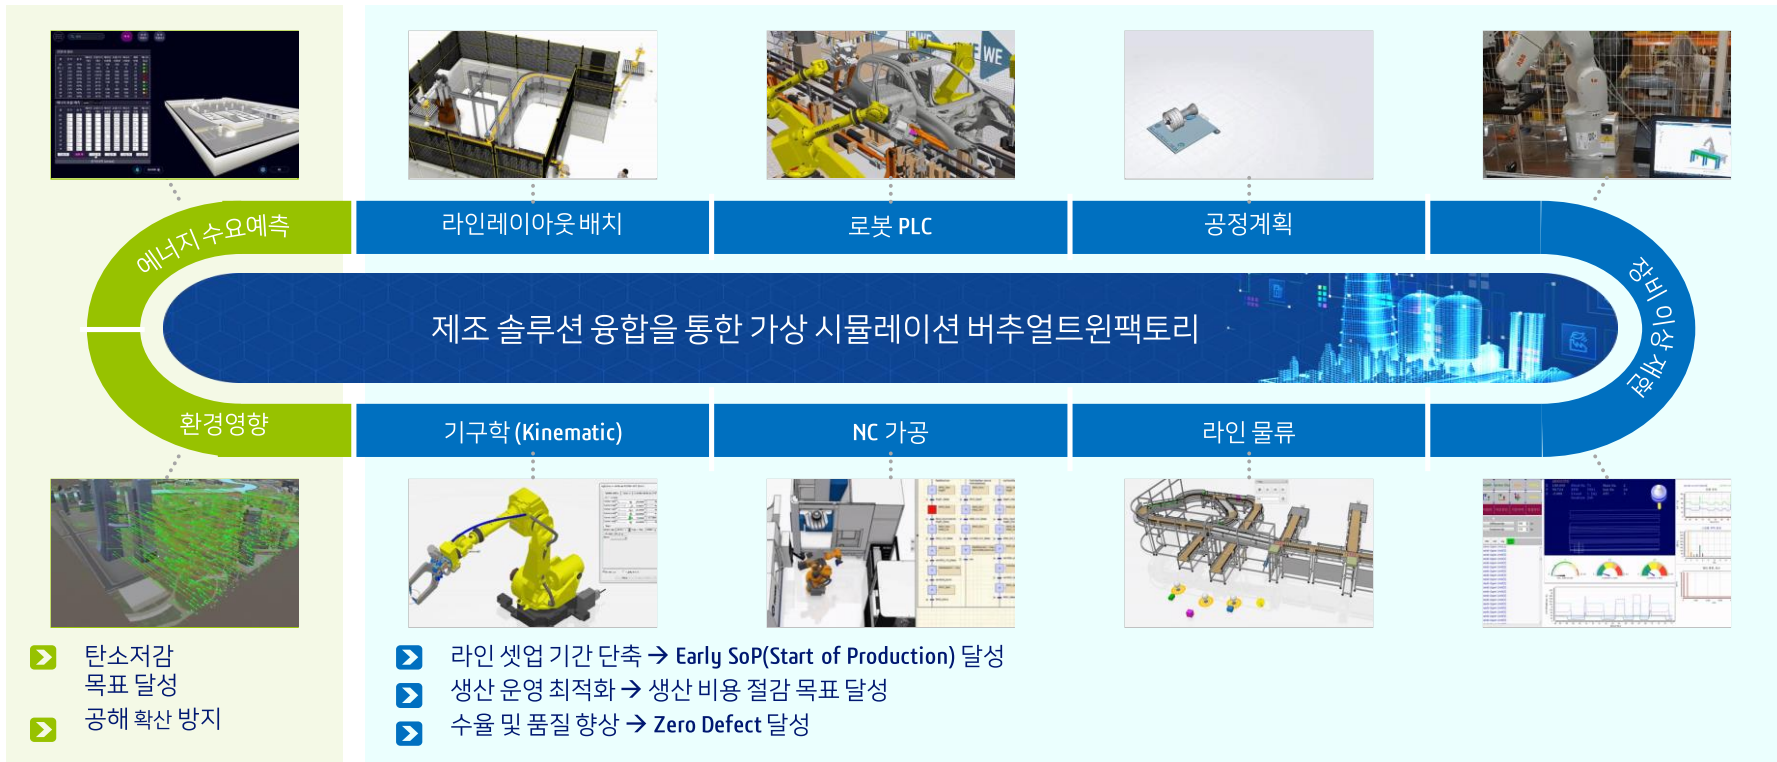 WE
ABB
에너지 수요예측
라인레이아웃 배치
로봇 PLC
공정계획
장비 이상 재현
제조 솔루션 융합을 통한 가상 시뮬레이션 버추얼트윈팩토리
환경영향
기구학 (Kinematic)
NC 가공
라인 물류
탄소저감
목표 달성
공해 확산 방지
라인 셋업 기간 단축 → Early SoP(Start of Production) 달성
생산 운영 최적화 → 생산 비용 절감 목표 달성
수율 및 품질 향상 → Zero Defect 달성